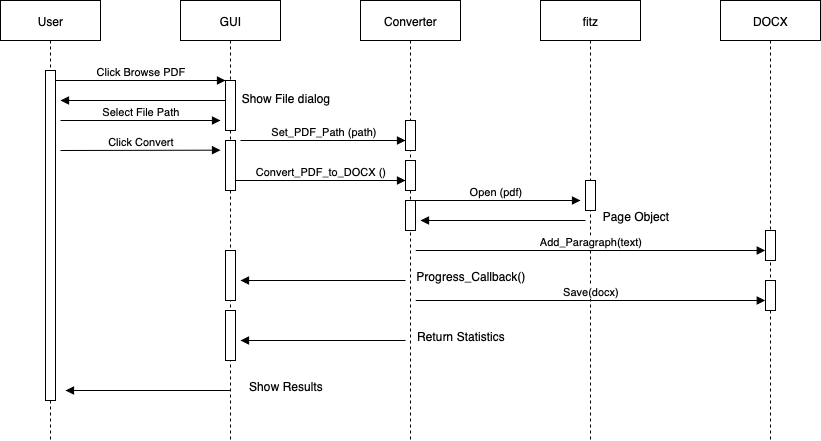 User
GUI
Converter
fitz
DOCX
Click Browse PDF
Show File dialog
Select File Path
Set_PDF_Path (path)
Click Convert
Convert_PDF_to_DOCX ()
Open (pdf)
Page Object
Add_Paragraph(text)
Progress_Callback()
Save(docx)
Return Statistics
Show Results